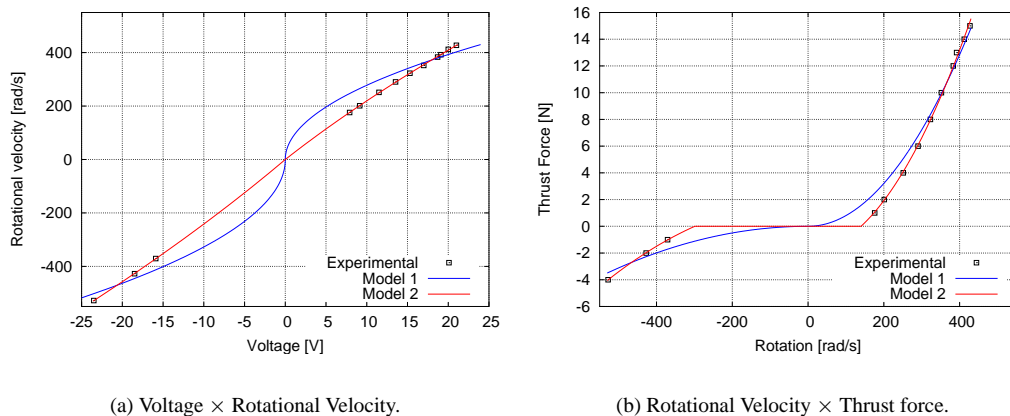 400
200
0
-200
-400
-25
-20
-15
-10
-5
0
5
10
15
20
25
Rotational velocity [rad/s]
Voltage [V]
Experimental
Model 1
Model 2
16
14
12
10
8
6
4
2
0
-2
-4
-6
-400
-200
0
200
400
Thrust Force [N]
Rotation [rad/s]
Experimental
Model 1
Model 2
(a) Voltage × Rotational Velocity.
(b) Rotational Velocity × Thrust force.